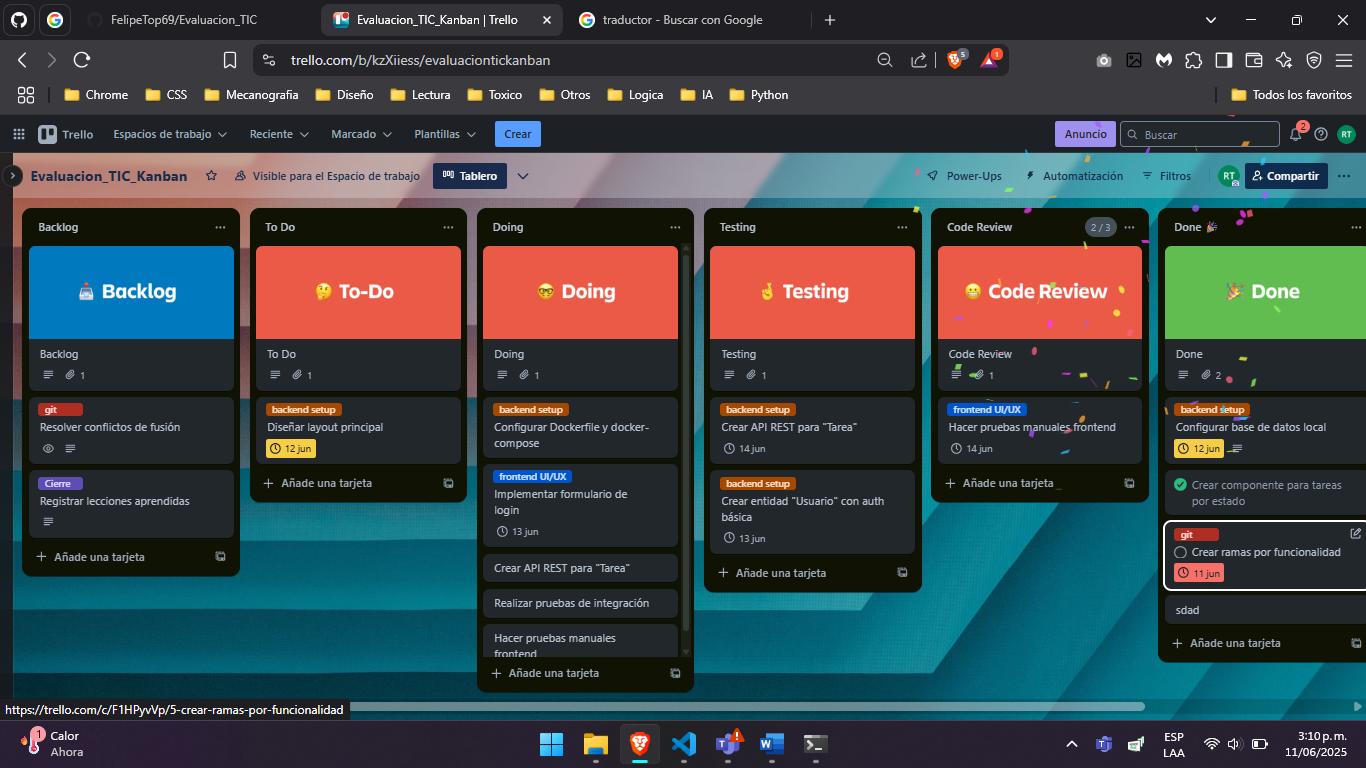 FelipeTop69/Evaluacion_TIC
Evaluacion_TIC_Kanban | Trello
traductor - Buscar con Google
trello.com/b/kzXiiess/evaluaciontickanban
5
1
Chrome
CSS
Mecanografia
Diseño
Lectura
Toxico
Otros
Logica
IA
Python
Todos los favoritos
Trello
Espacios de trabajo
Reciente
Marcado
Plantillas
Crear
Anuncio
Buscar
2
RT
Evaluacion_TIC_Kanban
Visible para el Espacio de trabajo
Tablero
Power-Ups
Automatización
Filtros
RT
Compartir
Backlog
Backlog
Backlog
1
git
Resolver conflictos de fusión
Cierre
Registrar lecciones aprendidas
Añade una tarjeta
To Do
To-Do
To Do
1
backend setup
Diseñar layout principal
12 jun
Añade una tarjeta
Doing
Doing
Doing
1
backend setup
Configurar Dockerfile y docker-
compose
frontend UI/UX
Implementar formulario de
login
13 jun
Crear API REST para "Tarea"
Realizar pruebas de integración
Hacer pruebas manuales
frontend
Añade una tarjeta
Testing
Testing
Testing
1
backend setup
Crear API REST para "Tarea"
14 jun
backend setup
Crear entidad "Usuario" con auth
básica
13 jun
Añade una tarjeta
Code Review
2 / 3
Code Review
Code Review
1
frontend UI/UX
Hacer pruebas manuales frontend
14 jun
Añade una tarjeta
Done 🎉
Done
Done
2
backend setup
Configurar base de datos local
12 jun
Crear componente para tareas
por estado
git
Crear ramas por funcionalidad
11 jun
sdad
Añade una tarjeta
https://trello.com/c/F1HPyvVp/5-crear-ramas-por-funcionalidad
1
Calor
Ahora
ESP
LAA
3:10 p. m.
11/06/2025